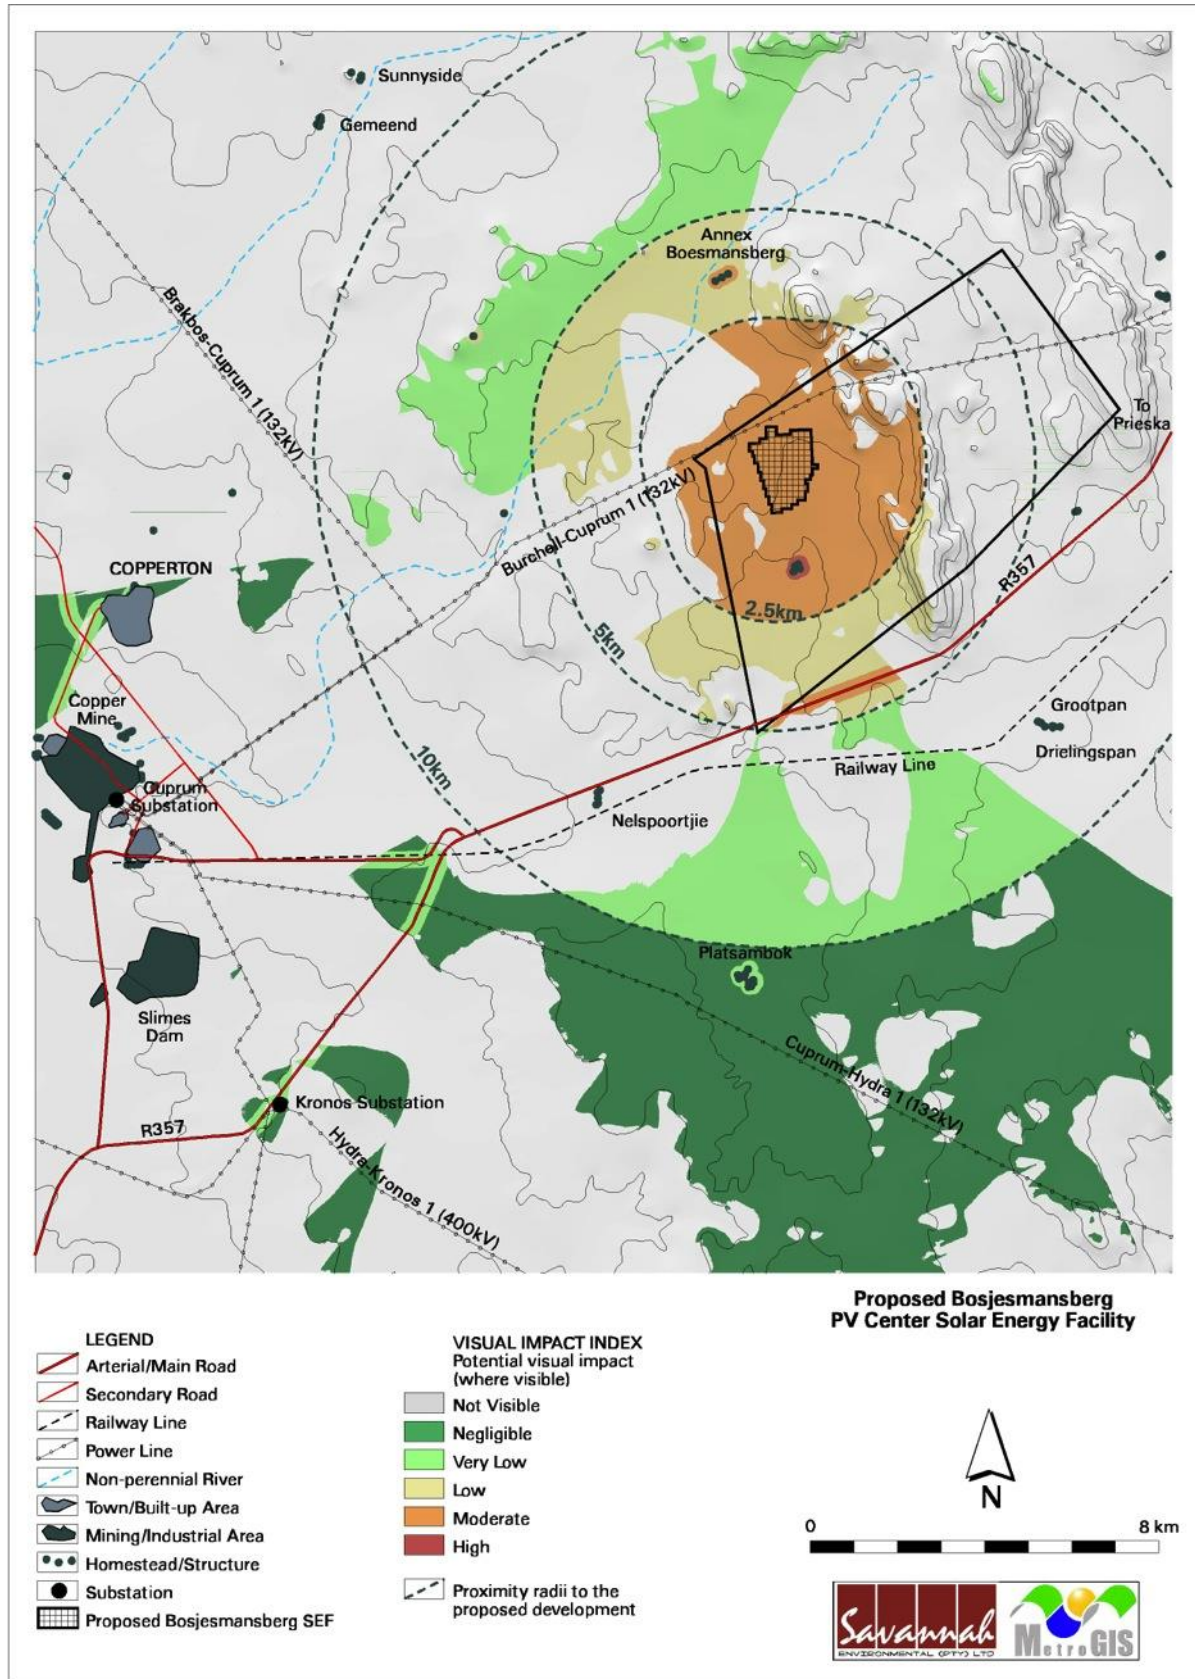 Sunnyside
Gemeend
Annex
Boesmansberg
Brakbos-Cuprum 1 (132kV)
To
Prieska
Burchell-Cuprum 1 (132kV)
COPPERTON
R357
2.5km
5km
Copper
Mine
Grootpan
10km
Drielingspan
Railway Line
Cuprum
Substation
Nelspoortjie
Platsambok
Slimes
Dam
Cuprum-Hydra 1 (132kV)
Kronos Substation
R357
Hydra-Kronos 1 (400kV)
Proposed Bosjesmansberg
PV Center Solar Energy Facility
LEGEND
Arterial/Main Road
Secondary Road
Railway Line
Power Line
Non-perennial River
Town/Built-up Area
Mining/Industrial Area
Homestead/Structure
Substation
Proposed Bosjesmansberg SEF
VISUAL IMPACT INDEX
Potential visual impact
(where visible)
Not Visible
Negligible
Very Low
Low
Moderate
High
Proximity radii to the
proposed development
N
0 8 km
Savannah
ENVIRONMENTAL (PTY) LTD
MetroGIS